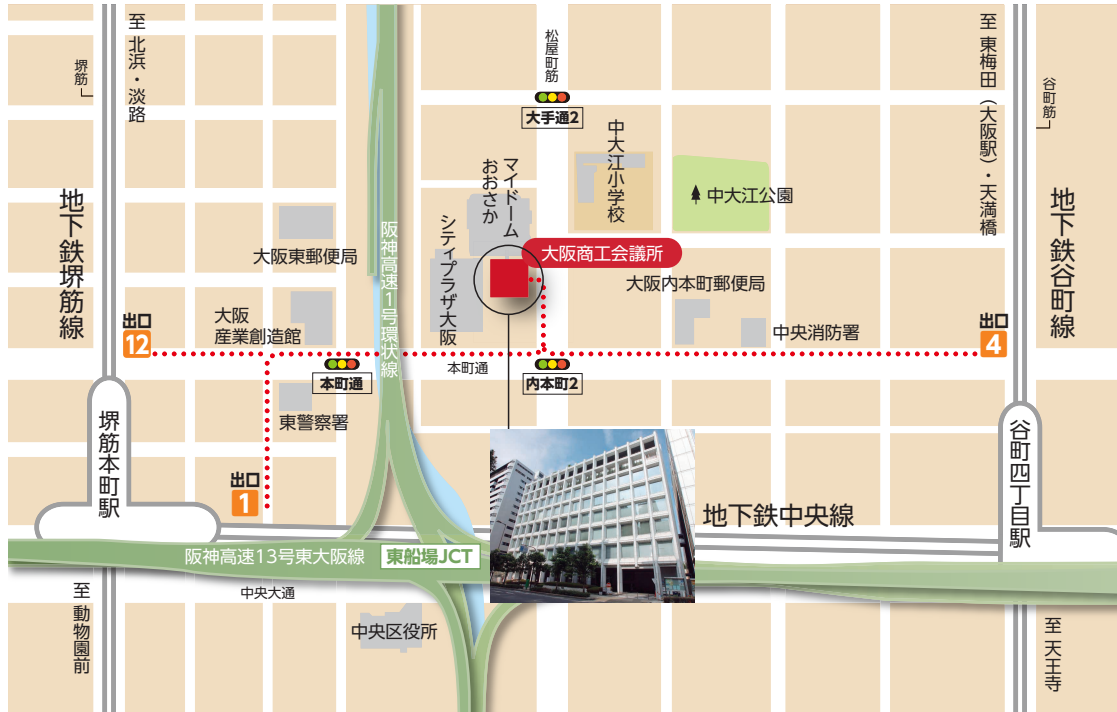 至 北浜・淡路
堺筋
松屋町筋
大手通2
至 東梅田（大阪駅）・天満橋
谷町筋
中大江小学校
マイドーム
おおさか
中大江公園
地下鉄堺筋線
大阪東郵便局
阪神高速1号環状線
シティプラザ大阪
大阪商工会議所
大阪内本町郵便局
地下鉄谷町線
大阪
産業創造館
出口
12
本町通
本町通
内本町2
中央消防署
出口
4
東警察署
堺筋本町駅
出口
1
谷町四丁目駅
地下鉄中央線
阪神高速13号東大阪線
東船場JCT
中央大通
中央区役所
至 動物園前
至 天王寺